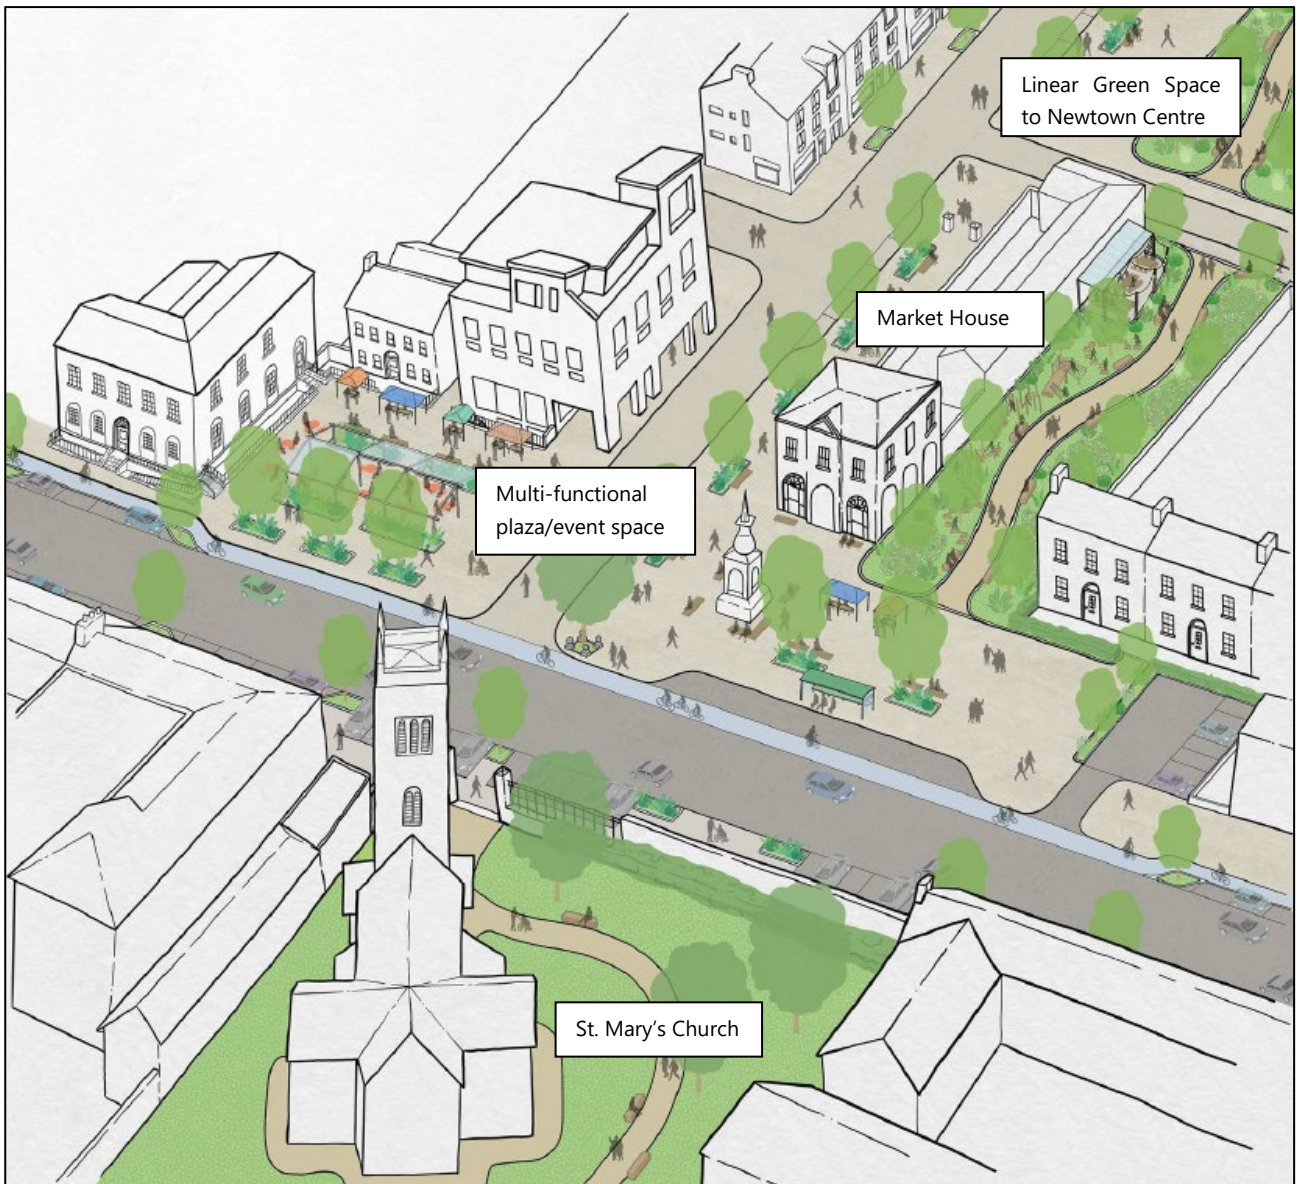 Linear Green Space
to Newtown Centre
Market House
Multi-functional
plaza/event space
St. Mary's Church